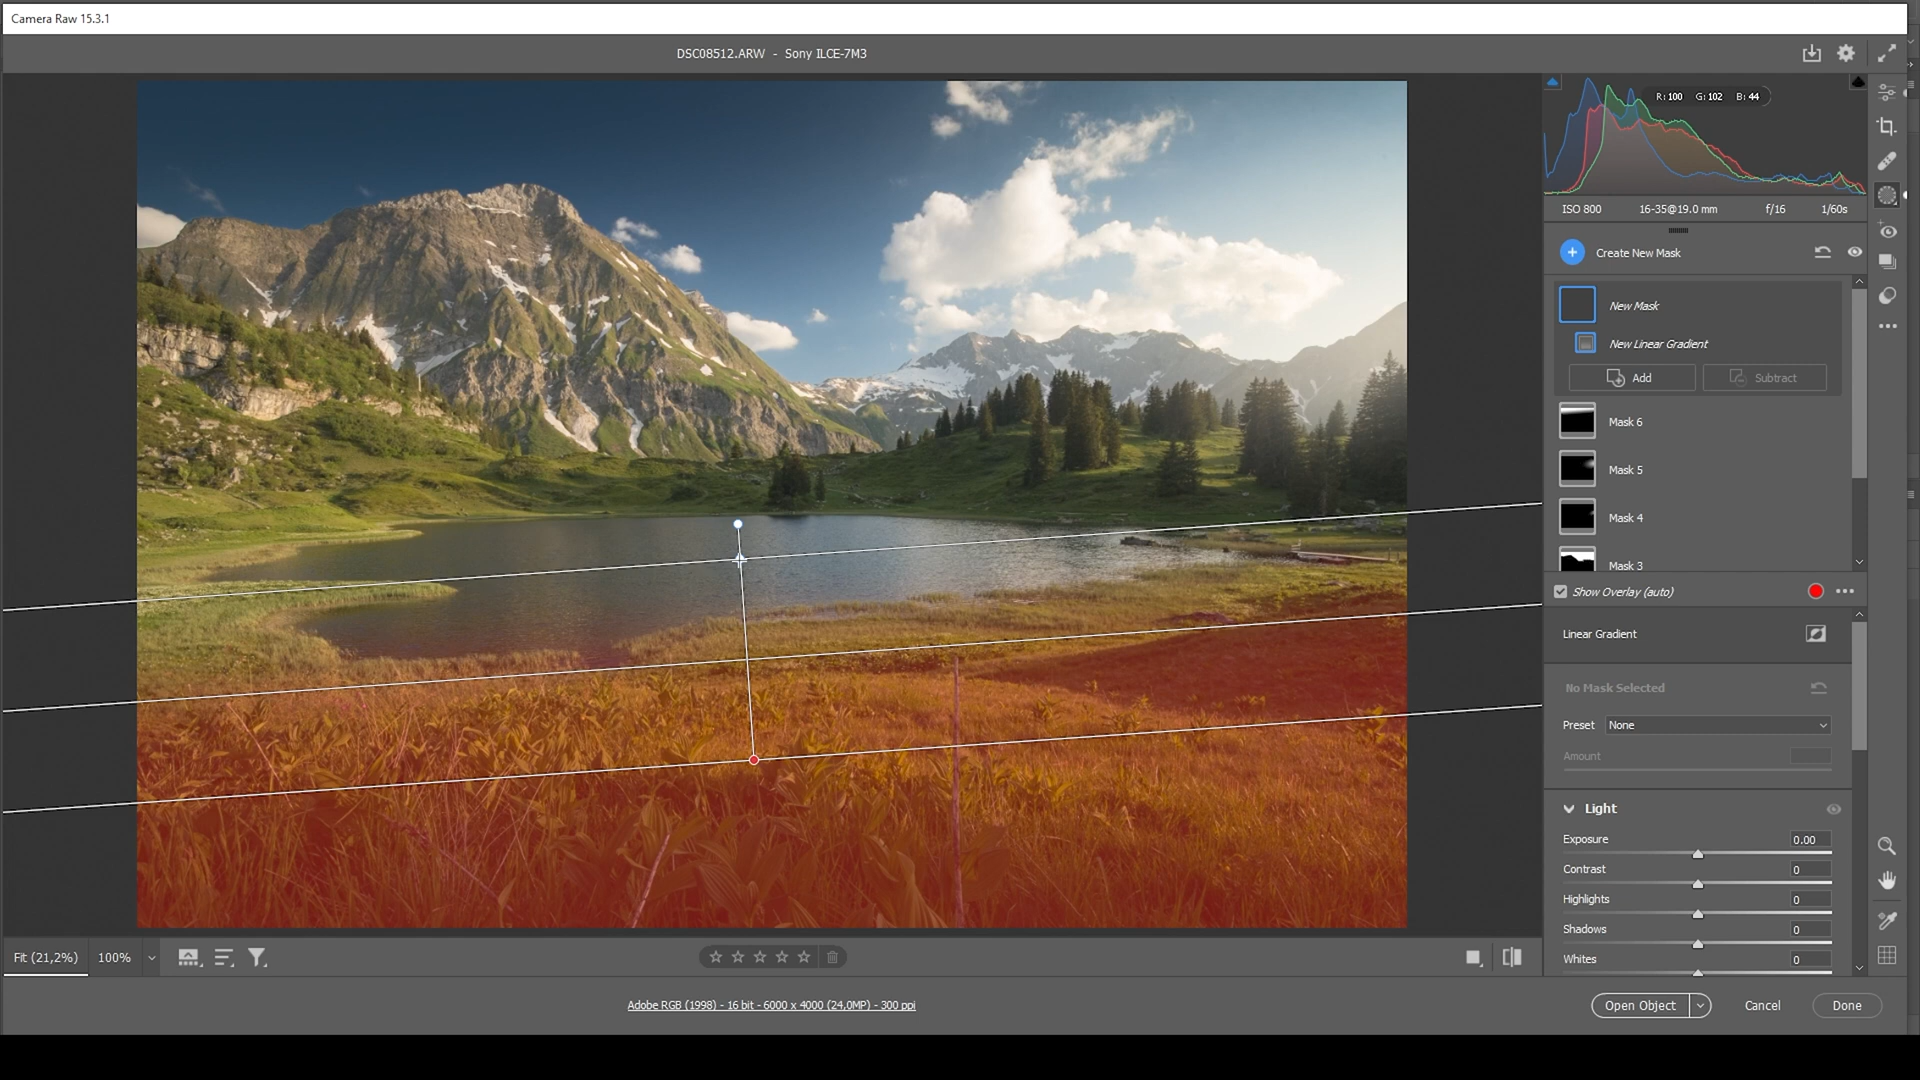 Camera Raw 15.3.1
DSC08512.ARW - Sony ILCE-7M3
R: 100 G: 102 B: 44
ISO 800 16-35@19.0 mm f/16 1/60s
Create New Mask
New Mask
New Linear Gradient
Add Subtract
Mask 6
Mask 5
Mask 4
Mask 3
Show Overlay (auto)
Linear Gradient
No Mask Selected
Preset None
Amount
Light
Exposure 0.00
Contrast 0
Highlights 0
Shadows 0
Whites 0
Fit (21,2%) 100%
Adobe RGB (1998) - 16 bit - 6000 x 4000 (24,0MP) - 300 ppi
Open Object Cancel Done